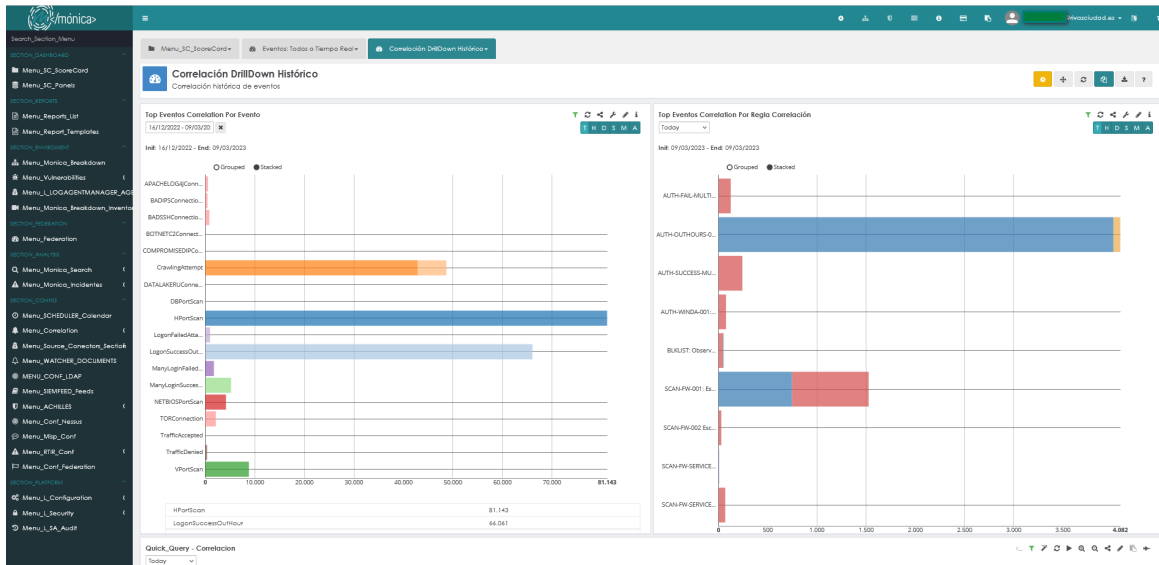 </mónica>
Search_Section_Menu
SECTION_DASHBOARD
Menu_SC_ScoreCard
Menu_SC_Panels
SECTION_REPORTS
Menu_Reports_List
Menu_Report_Templates
SECTION_ENVIROMENT
Menu_Monica_Breakdown
Menu_Vulnerabilities
Menu_L_LOGAGENTMANAGER_AGE
Menu_Monica_Breakdown_Inventar
SECTION_FEDERATION
Menu_Federation
SECTION_ANALYSIS
Menu_Monica_Search
Menu_Monica_Incidentes
SECTION_CONFIG
Menu_SCHEDULER_Calendar
Menu_Correlation
Menu_Source_Conectors_Section
Menu_WATCHER_DOCUMENTS
MENU_CONF_LDAP
Menu_SIEMFEED_Feeds
Menu_ACHILLES
Menu_Conf_Nessus
Menu_Misp_Conf
Menu_RTIR_Conf
Menu_Conf_Federation
SECTION_PLATFORM
Menu_L_Configuration
Menu_L_Security
Menu_L_SA_Audit
rivasciudad.es
Menu_SC_ScoreCard
Eventos: Todos a Tiempo Real
Correlación DrillDown Histórico
Correlación DrillDown Histórico
Correlación histórica de eventos
Top Eventos Correlation Por Evento
16/12/2022 - 09/03/20
T H D S M A
Init: 16/12/2022 - End: 09/03/2023
Grouped Stacked
APACHELOG4jConn...
BADIPSConnectio...
BADSSHConnectio...
BOTNETC2Connect...
COMPROMISEDIPCo...
CrawlingAttempt
DATALAKERUConne...
DBPortScan
HPortScan
LogonFailedAtta...
LogonSuccessOut...
ManyLoginFailed...
ManyLoginSucces...
NETBIOSPortScan
TORConnection
TrafficAccepted
TrafficDenied
VPortScan
0 10.000 20.000 30.000 40.000 50.000 60.000 70.000 81.143
HPortScan 81.143
LogonSuccessOutHour 66.061
Top Eventos Correlation Por Regla Correlación
Today
T H D S M A
Init: 09/03/2023 - End: 09/03/2023
Grouped Stacked
AUTH-FAIL-MULTI...
AUTH-OUTHOURS-0...
AUTH-SUCCESS-MU...
AUTH-WINDA-001:...
BLKLIST: Observ...
SCAN-FW-001: Es...
SCAN-FW-002 Esc...
SCAN-FW-SERVICE...
SCAN-FW-SERVICE...
0 500 1.000 1.500 2.000 2.500 3.000 3.500 4.082
Quick_Query - Correlacion
Today